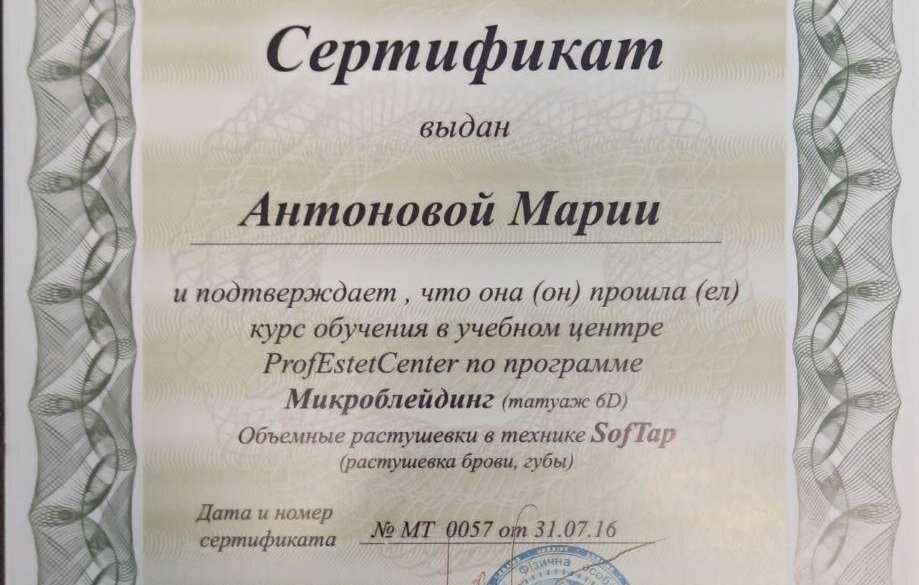 Сертификат
выдан
Антоновой Марии
и подтверждает , что она (он) прошла (ел)
курс обучения в учебном центре
ProfEstetCenter по программе
Микроблейдинг (татуаж 6D)
Объемные растушевки в технике SofTap
(растушевка брови, губы)
Дата и номер
сертификата № МТ 0057 от 31.07.16
Фізична особа